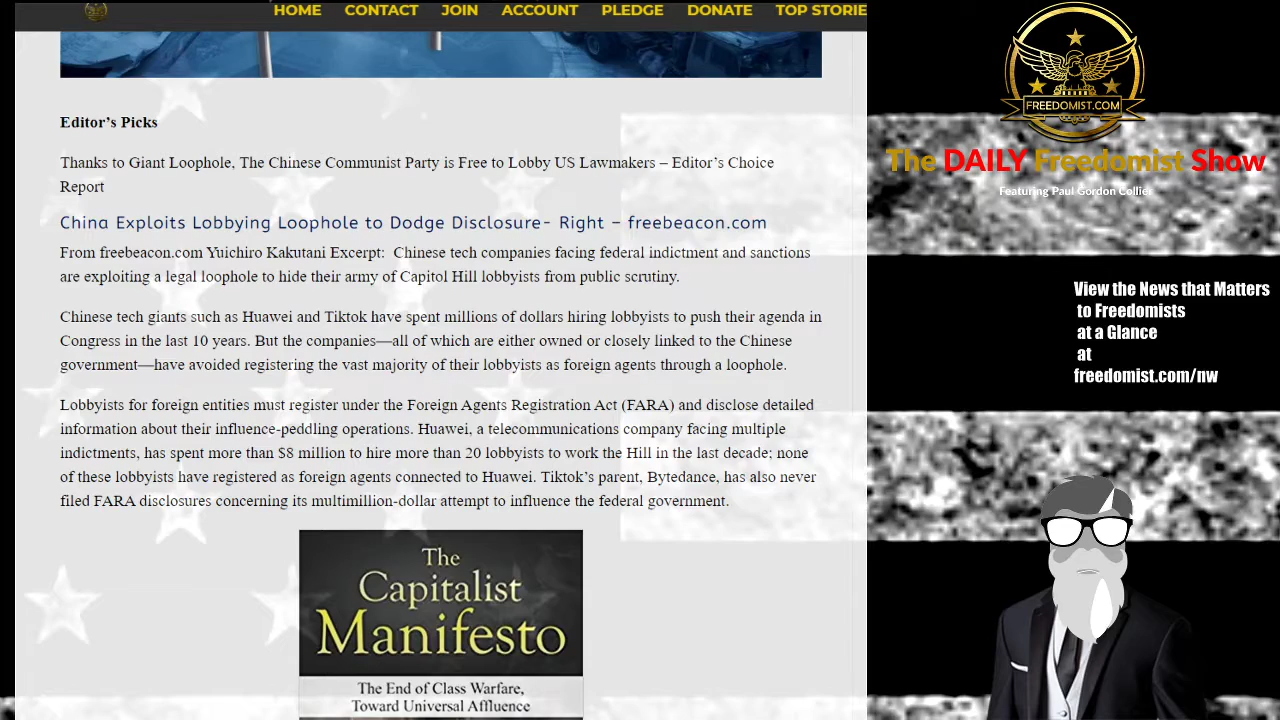 HOME CONTACT JOIN ACCOUNT PLEDGE DONATE TOP STORIE
Editor’s Picks
Thanks to Giant Loophole, The Chinese Communist Party is Free to Lobby US Lawmakers – Editor’s Choice
Report
China Exploits Lobbying Loophole to Dodge Disclosure- Right – freebeacon.com
From freebeacon.com Yuichiro Kakutani Excerpt:  Chinese tech companies facing federal indictment and sanctions
are exploiting a legal loophole to hide their army of Capitol Hill lobbyists from public scrutiny.
Chinese tech giants such as Huawei and Tiktok have spent millions of dollars hiring lobbyists to push their agenda in
Congress in the last 10 years. But the companies—all of which are either owned or closely linked to the Chinese
government—have avoided registering the vast majority of their lobbyists as foreign agents through a loophole.
Lobbyists for foreign entities must register under the Foreign Agents Registration Act (FARA) and disclose detailed
information about their influence-peddling operations. Huawei, a telecommunications company facing multiple
indictments, has spent more than $8 million to hire more than 20 lobbyists to work the Hill in the last decade; none
of these lobbyists have registered as foreign agents connected to Huawei. Tiktok’s parent, Bytedance, has also never
filed FARA disclosures concerning its multimillion-dollar attempt to influence the federal government.
The
Capitalist
Manifesto
The End of Class Warfare,
Toward Universal Affluence
FREEDOMIST.COM
The DAILY Freedomist Show
Featuring Paul Gordon Collier
View the News that Matters
to Freedomists
at a Glance
at
freedomist.com/nw